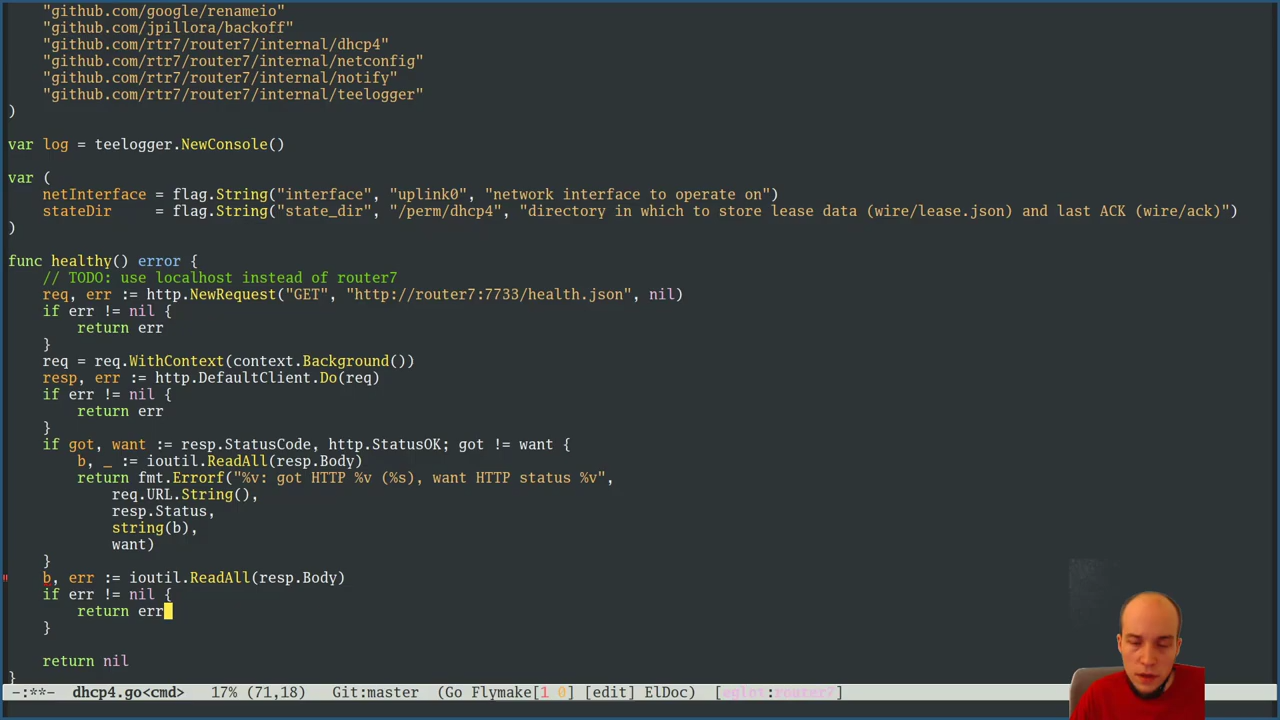 "github.com/google/renameio"
"github.com/jpillora/backoff"
"github.com/rtr7/router7/internal/dhcp4"
"github.com/rtr7/router7/internal/netconfig"
"github.com/rtr7/router7/internal/notify"
"github.com/rtr7/router7/internal/teelogger"
)
var log = teelogger.NewConsole()
var (
netInterface = flag.String("interface", "uplink0", "network interface to operate on")
stateDir     = flag.String("state_dir", "/perm/dhcp4", "directory in which to store lease data (wire/lease.json) and last ACK (wire/ack)")
)
func healthy() error {
// TODO: use localhost instead of router7
req, err := http.NewRequest("GET", "http://router7:7733/health.json", nil)
if err != nil {
return err
}
req = req.WithContext(context.Background())
resp, err := http.DefaultClient.Do(req)
if err != nil {
return err
}
if got, want := resp.StatusCode, http.StatusOK; got != want {
b, _ := ioutil.ReadAll(resp.Body)
return fmt.Errorf("%v: got HTTP %v (%s), want HTTP status %v",
req.URL.String(),
resp.Status,
string(b),
want)
}
b, err := ioutil.ReadAll(resp.Body)
if err != nil {
return err
}
return nil
}
-:**-  dhcp4.go<cmd>   17% (71,18)    Git:master  (Go Flymake[1 0] [edit] ElDoc)  [eglot:router7]